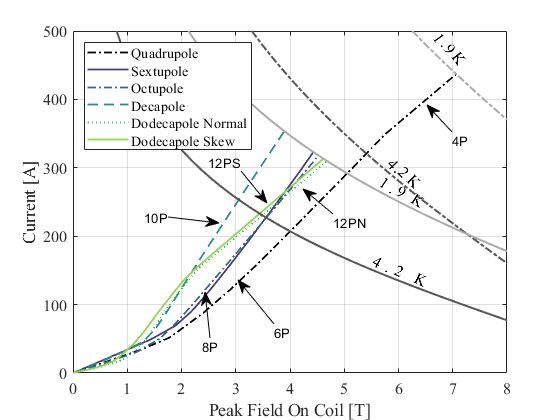 500
400
300
200
100
0
Current [A]
Quadrupole
Sextupole
Octupole
Decapole
Dodecapole Normal
Dodecapole Skew
1.9K
4P
4.2K
1.9 K
12PS
12PN
10P
4.2 K
8P
6P
0 1 2 3 4 5 6 7 8
Peak Field On Coil [T]